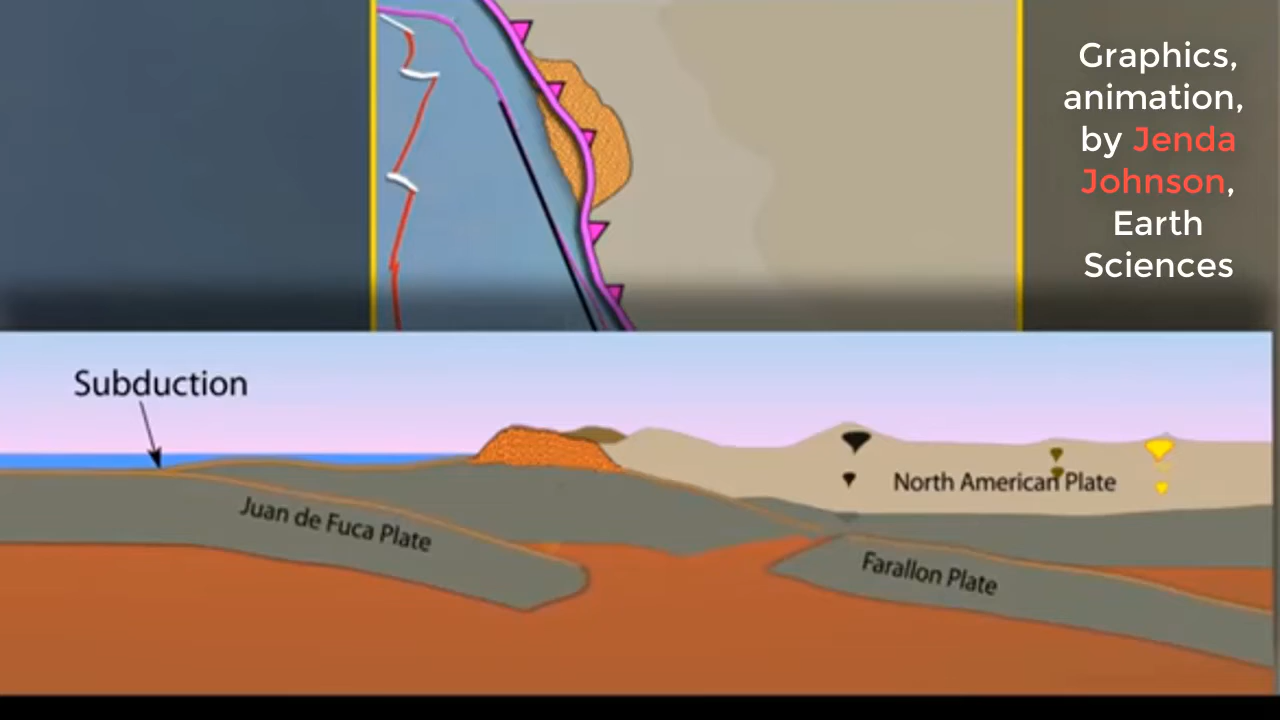 Graphics,
animation,
by Jenda
Johnson,
Earth
Sciences
Subduction
North American Plate
Juan de Fuca Plate
Farallon Plate